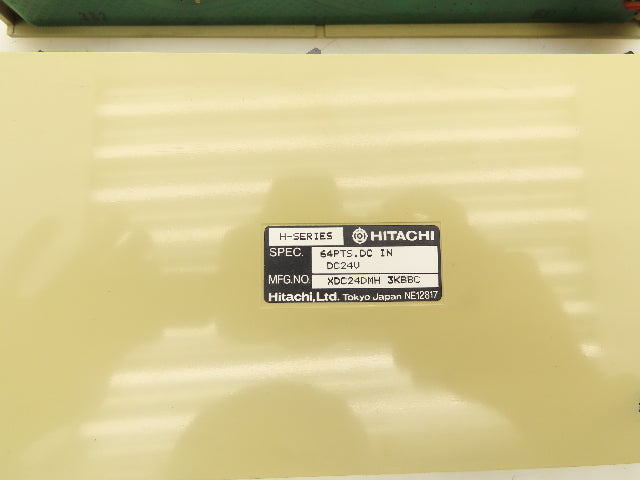 H-SERIES HITACHI
SPEC. 64PTS.DC IN
DC24V
MFG.NO. XDC24DMH 3KBBC
Hitachi,Ltd. Tokyo Japan NE12817